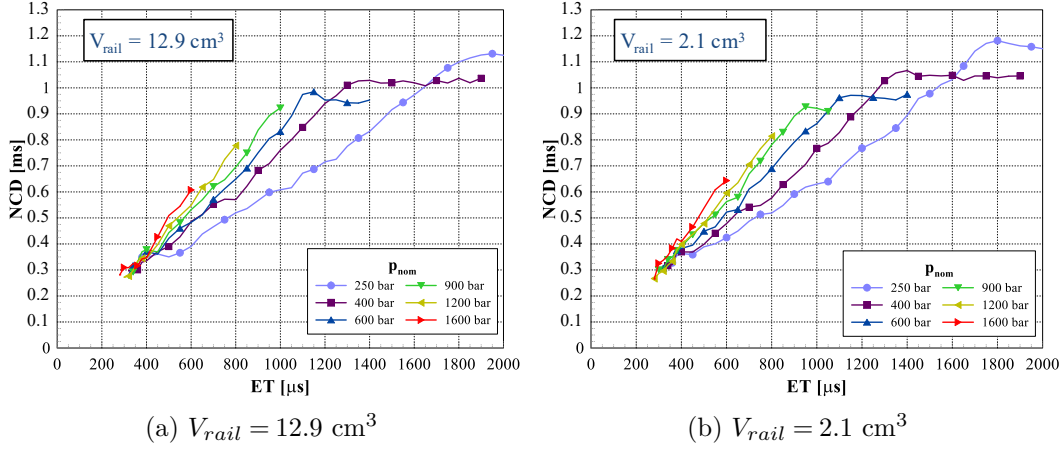 V_rail = 12.9 cm³
NCD [ms]
1.3
1.2
1.1
1
0.9
0.8
0.7
0.6
0.5
0.4
0.3
0.2
0.1
0
p_nom
250 bar 900 bar
400 bar 1200 bar
600 bar 1600 bar
0 200 400 600 800 1000 1200 1400 1600 1800 2000
ET [μs]
(a) V_rail = 12.9 cm³
V_rail = 2.1 cm³
NCD [ms]
1.3
1.2
1.1
1
0.9
0.8
0.7
0.6
0.5
0.4
0.3
0.2
0.1
0
p_nom
250 bar 900 bar
400 bar 1200 bar
600 bar 1600 bar
0 200 400 600 800 1000 1200 1400 1600 1800 2000
ET [μs]
(b) V_rail = 2.1 cm³